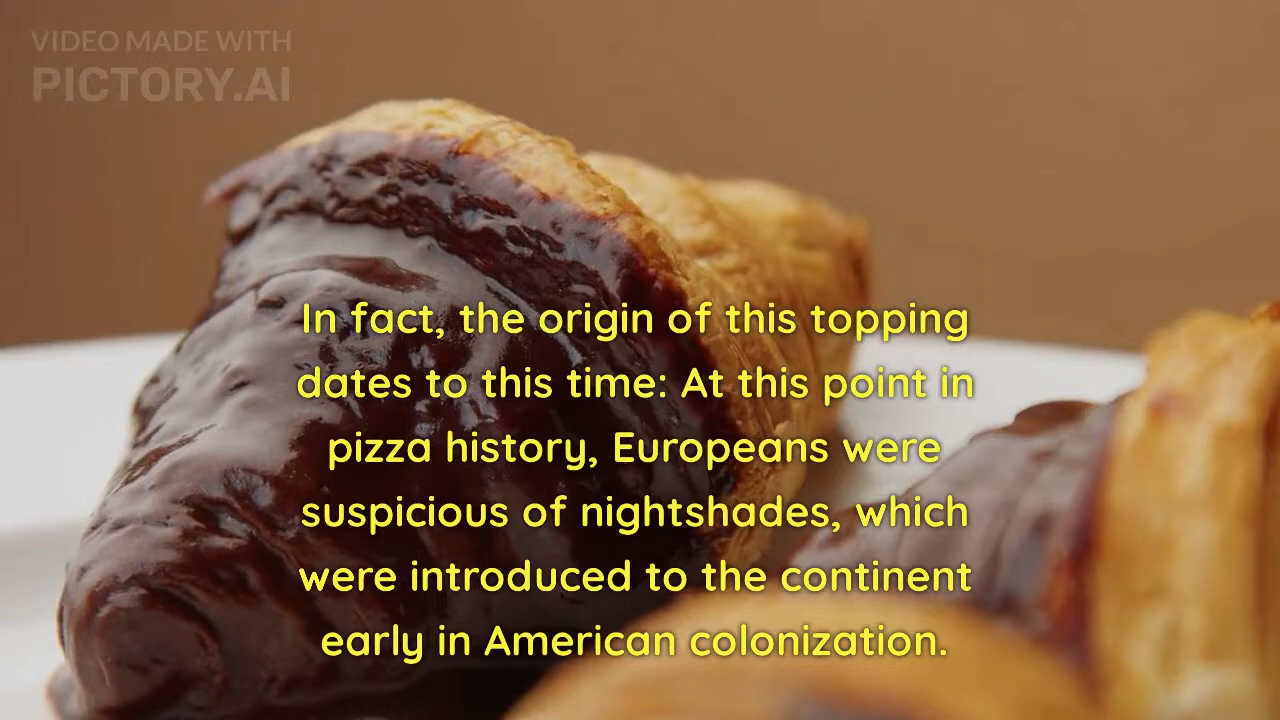 VIDEO MADE WITH
PICTORY.AI
In fact, the origin of this topping
dates to this time: At this point in
pizza history, Europeans were
suspicious of nightshades, which
were introduced to the continent
early in American colonization.